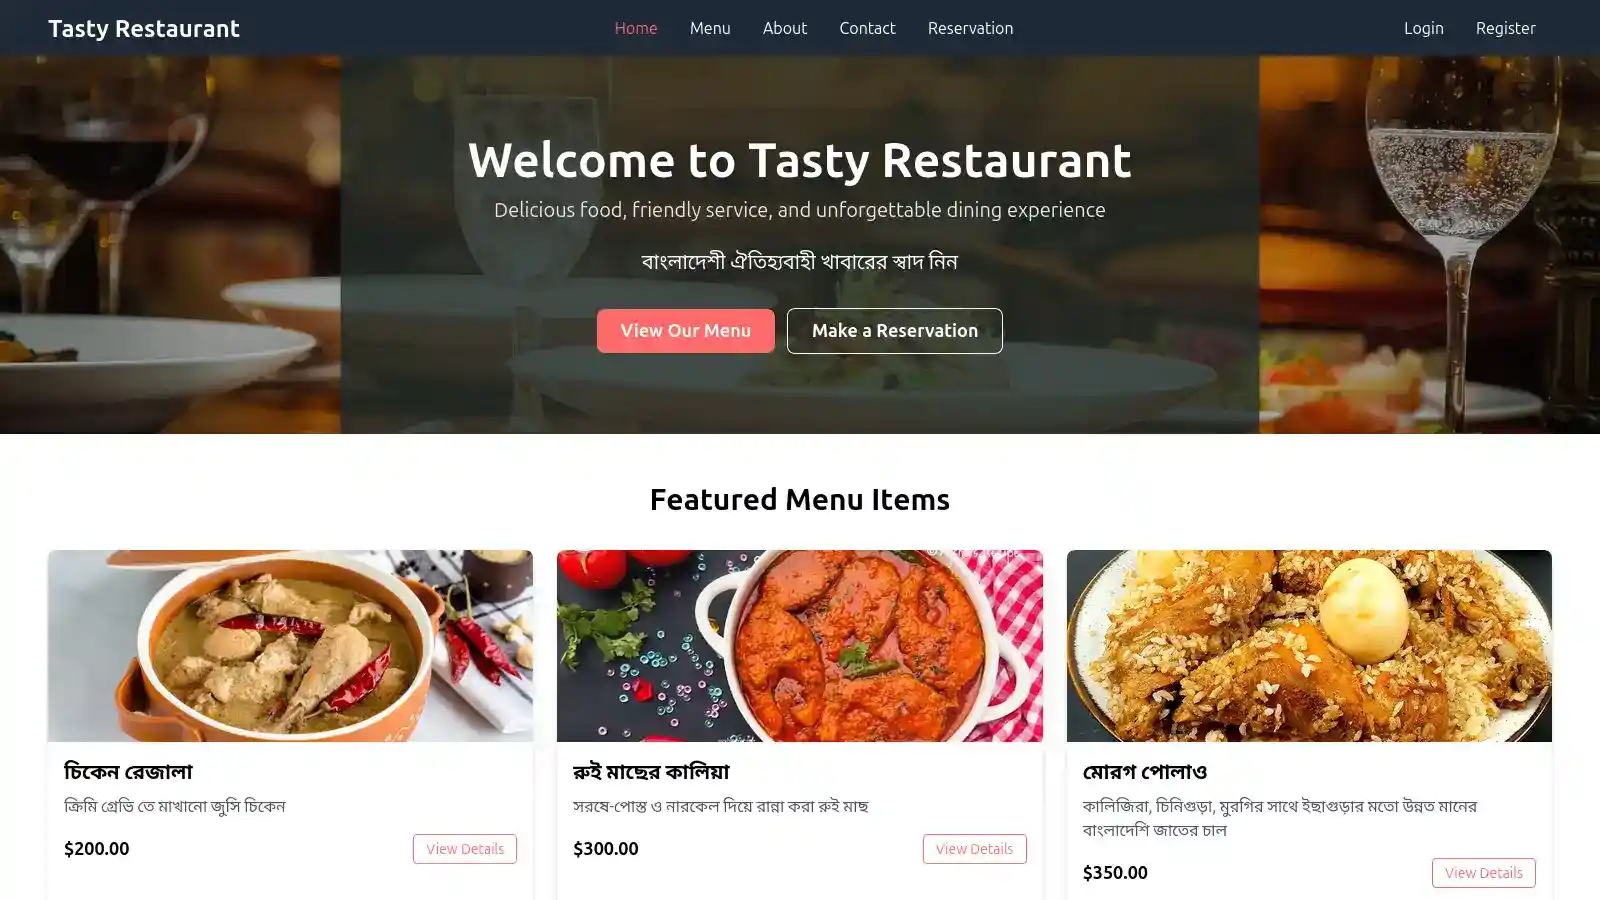 Tasty Restaurant
Home
Menu
About
Contact
Reservation
Login
Register
Welcome to Tasty Restaurant
Delicious food, friendly service, and unforgettable dining experience
বাংলাদেশী ঐতিহ্যবাহী খাবারের স্বাদ নিন
View Our Menu
Make a Reservation
Featured Menu Items
চিকেন রেজালা
ক্রিমি গ্রেভি তে মাখানো জুসি চিকেন
$200.00
View Details
রুই মাছের কালিয়া
সরষে-পোস্ত ও নারকেল দিয়ে রান্না করা রুই মাছ
$300.00
View Details
মোরগ পোলাও
কালিজিরা, চিনিগুড়া, মুরগির সাথে ইছাগুড়ার মতো উন্নত মানের
বাংলাদেশি জাতের চাল
$350.00
View Details